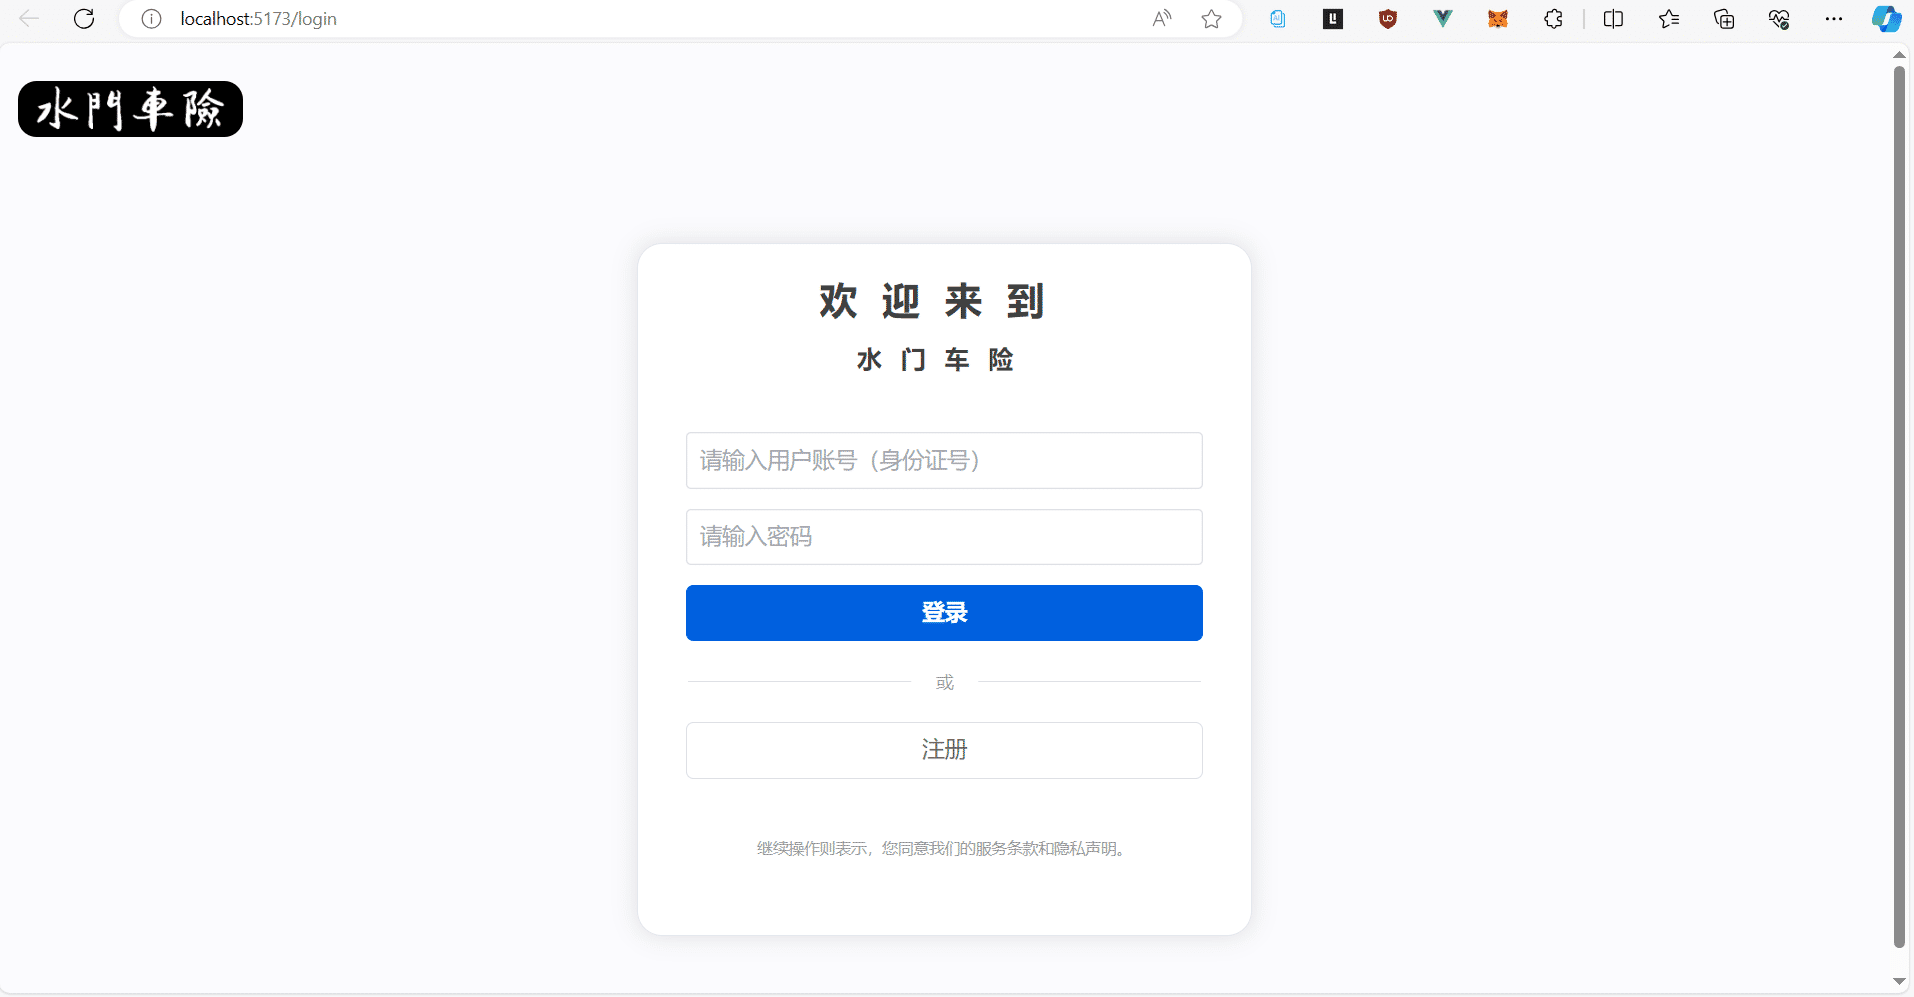 localhost:5173/login
水門車險
欢迎来到
水门车险
请输入用户账号（身份证号）
请输入密码
登录
或
注册
继续操作则表示，您同意我们的服务条款和隐私声明。